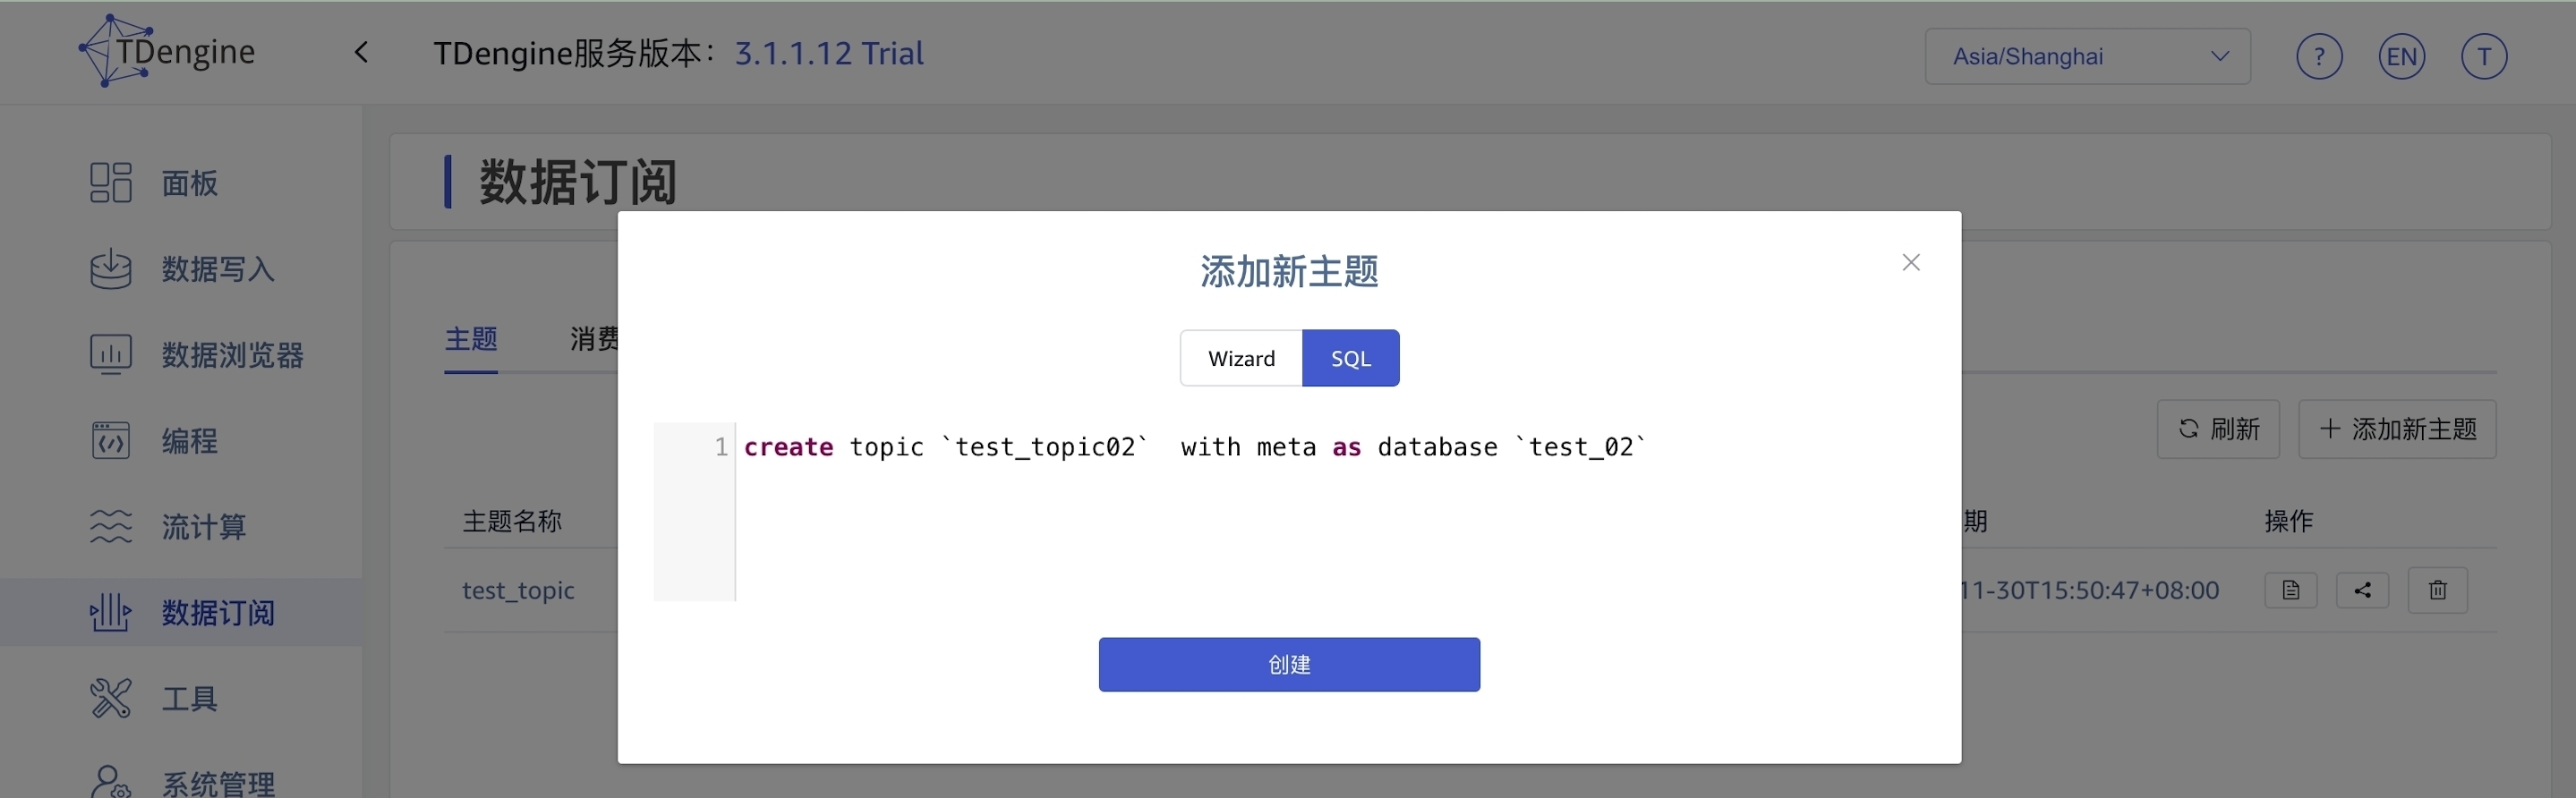 TDengine
TDengine服务版本： 3.1.1.12 Trial
Asia/Shanghai
?
EN
T
面板
数据写入
数据浏览器
编程
流计算
数据订阅
工具
系统管理
数据订阅
主题 消费
刷新
添加新主题
主题名称
期 操作
test_topic
11-30T15:50:47+08:00
添加新主题
Wizard SQL
1 create topic `test_topic02`  with meta as database `test_02`
创建